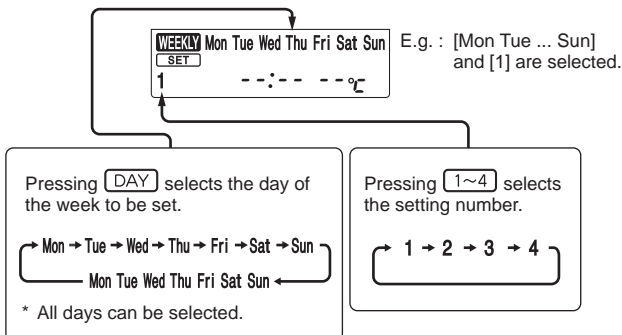 WEEKLY Mon Tue Wed Thu Fri Sat Sun
SET
1 --:-- --°C
E.g. : [Mon Tue ... Sun]
and [1] are selected.
Pressing DAY selects the day of
the week to be set.
→ Mon → Tue → Wed → Thu → Fri → Sat → Sun
Mon Tue Wed Thu Fri Sat Sun ←
* All days can be selected.
Pressing 1~4 selects
the setting number.
→ 1 → 2 → 3 → 4